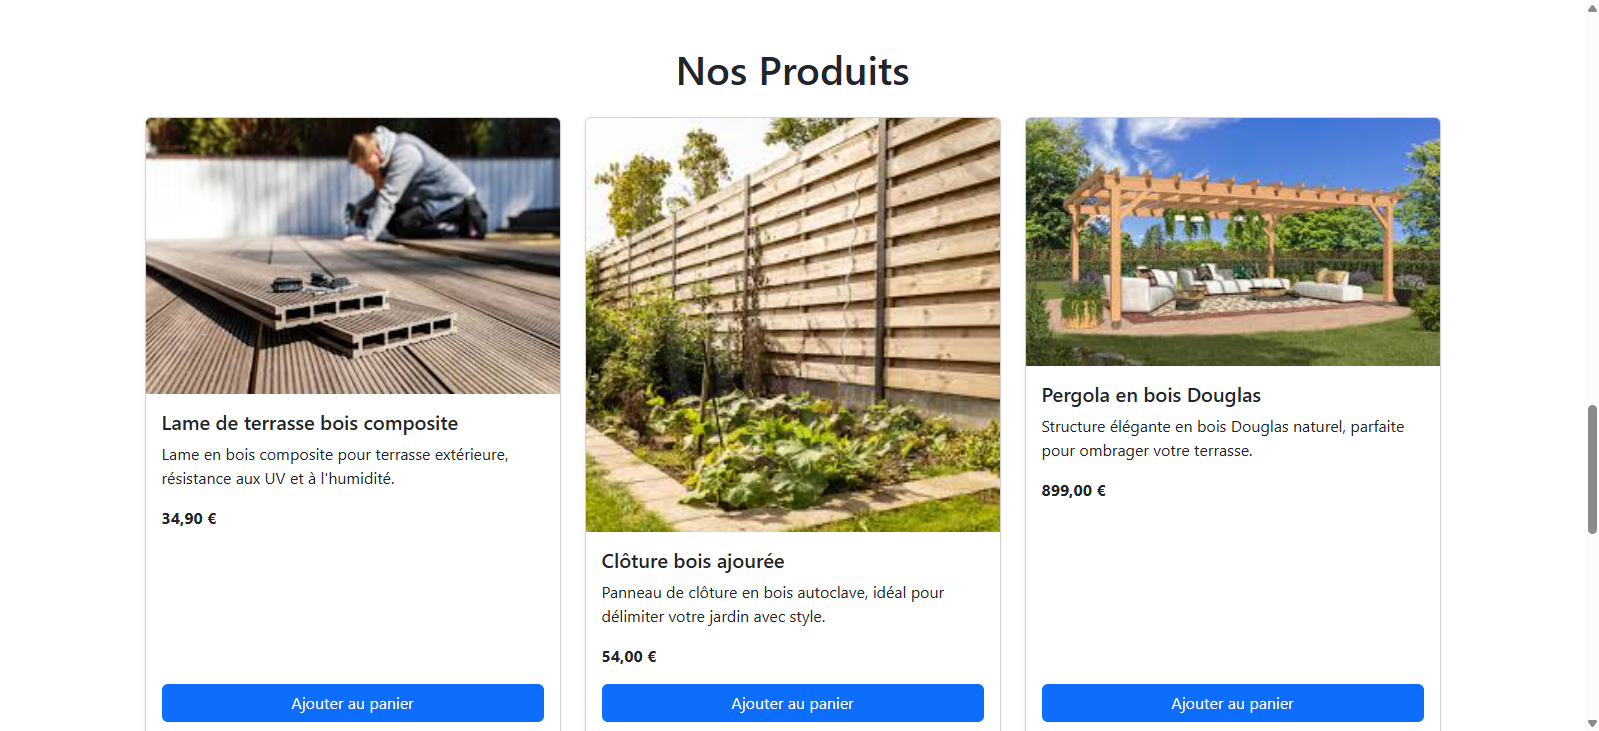 Nos Produits
Lame de terrasse bois composite
Lame en bois composite pour terrasse extérieure,
résistance aux UV et à l'humidité.
34,90 €
Ajouter au panier
Clôture bois ajourée
Panneau de clôture en bois autoclave, idéal pour
délimiter votre jardin avec style.
54,00 €
Ajouter au panier
Pergola en bois Douglas
Structure élégante en bois Douglas naturel, parfaite
pour ombrager votre terrasse.
899,00 €
Ajouter au panier